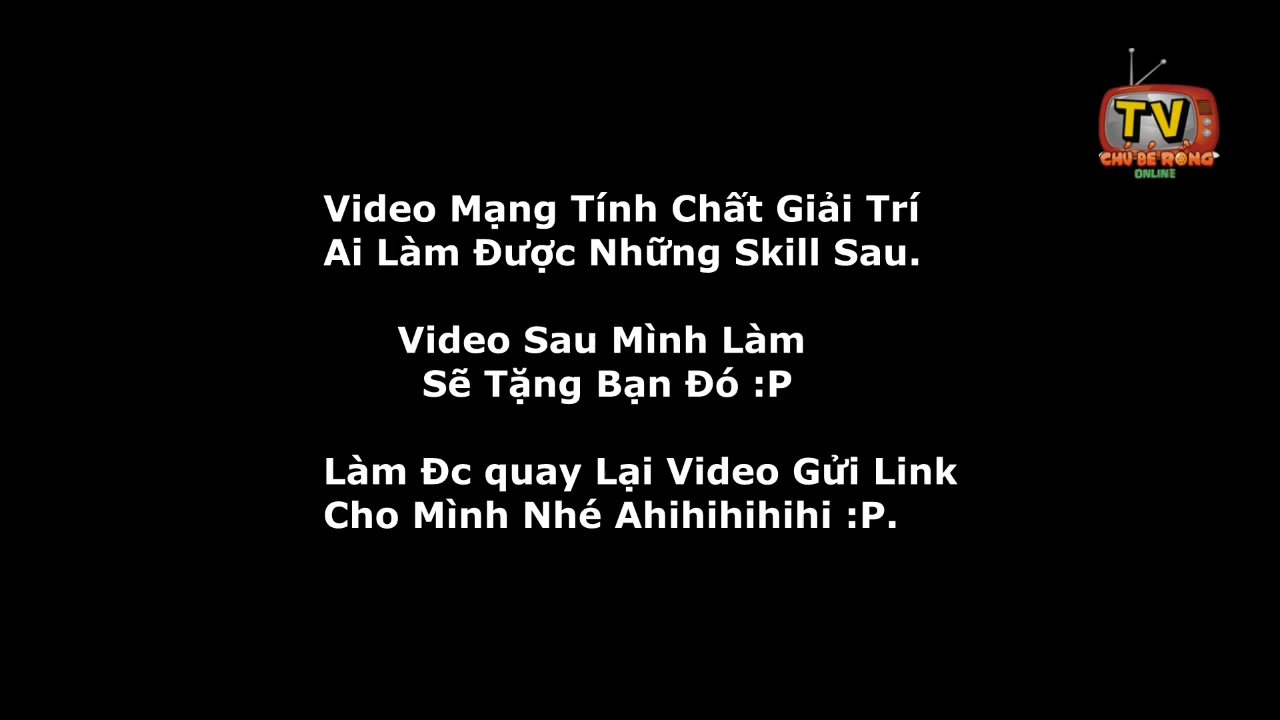 TV
CHÚ BÉ RỒNG
ONLINE
Video Mạng Tính Chất Giải Trí
Ai Làm Được Những Skill Sau.
Video Sau Mình Làm
Sẽ Tặng Bạn Đó :P
Làm Đc quay Lại Video Gửi Link
Cho Mình Nhé Ahihihihihi :P.